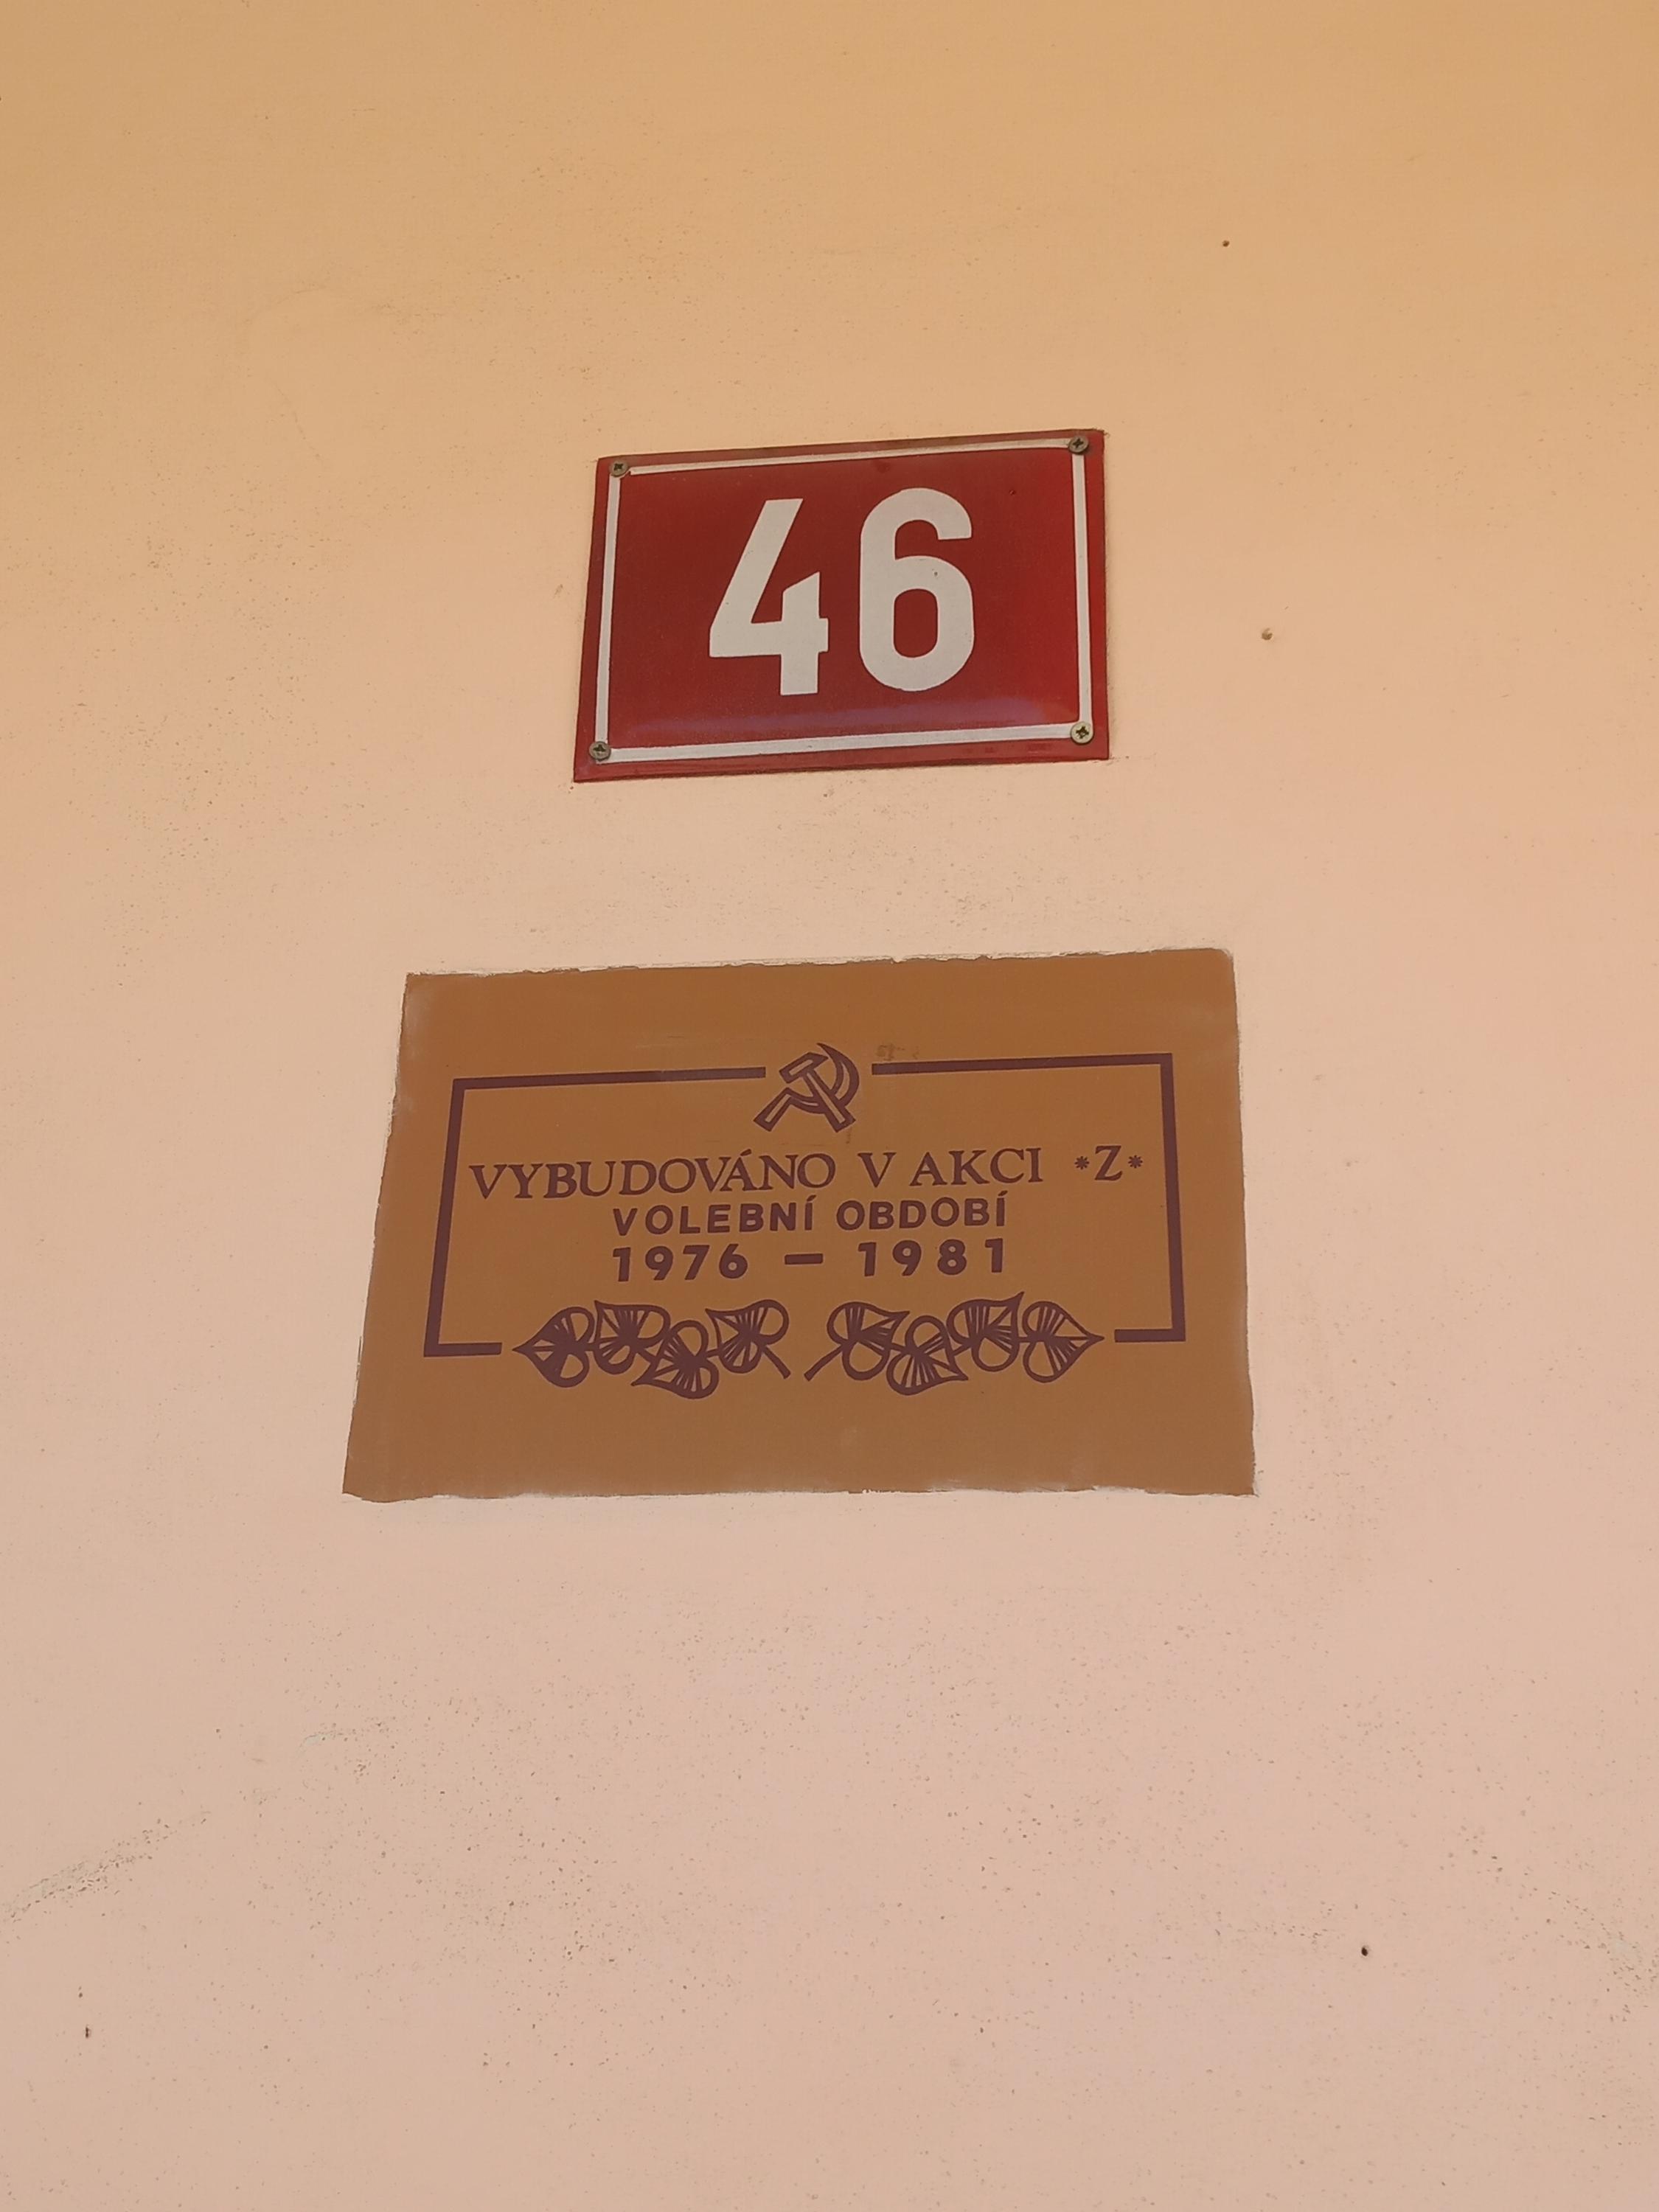 46
VYBUDOVÁNO V AKCI *Z*
VOLEBNÍ OBDOBÍ
1976 – 1981